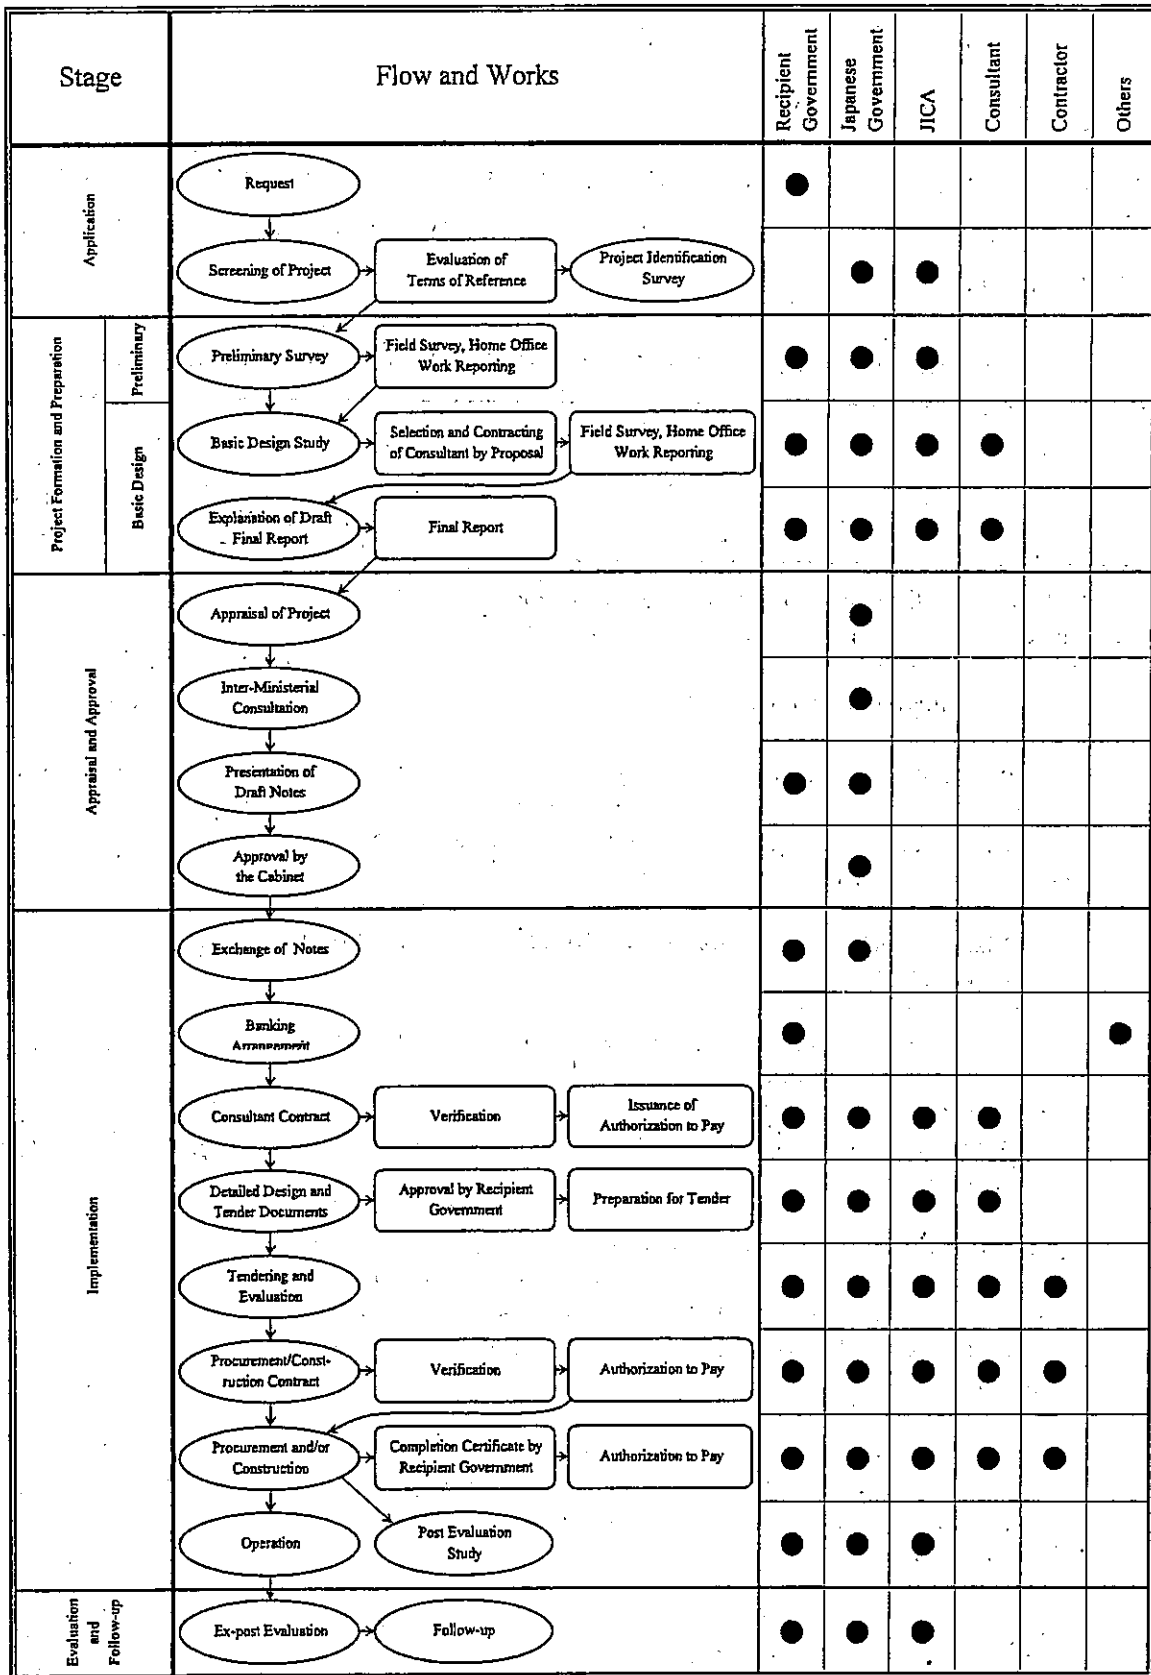 Stage
Flow and Works
Recipient
Government
Japanese
Government
JICA
Consultant
Contractor
Others
Application
Request
Screening of Project
Evaluation of
Terms of Reference
Project Identification
Survey
Project Formation and Preparation
Preliminary
Preliminary Survey
Field Survey, Home Office
Work Reporting
Basic Design
Basic Design Study
Selection and Contracting
of Consultant by Proposal
Field Survey, Home Office
Work Reporting
Explanation of Draft
Final Report
Final Report
Appraisal and Approval
Appraisal of Project
Inter-Ministerial
Consultation
Presentation of
Draft Notes
Approval by
the Cabinet
Implementation
Exchange of Notes
Banking
Arrangement
Consultant Contract
Verification
Issuance of
Authorization to Pay
Detailed Design and
Tender Documents
Approval by Recipient
Government
Preparation for Tender
Tendering and
Evaluation
Procurement/Const-
ruction Contract
Verification
Authorization to Pay
Procurement and/or
Construction
Completion Certificate by
Recipient Government
Authorization to Pay
Operation
Post Evaluation
Study
Evaluation
and
Follow-up
Ex-post Evaluation
Follow-up